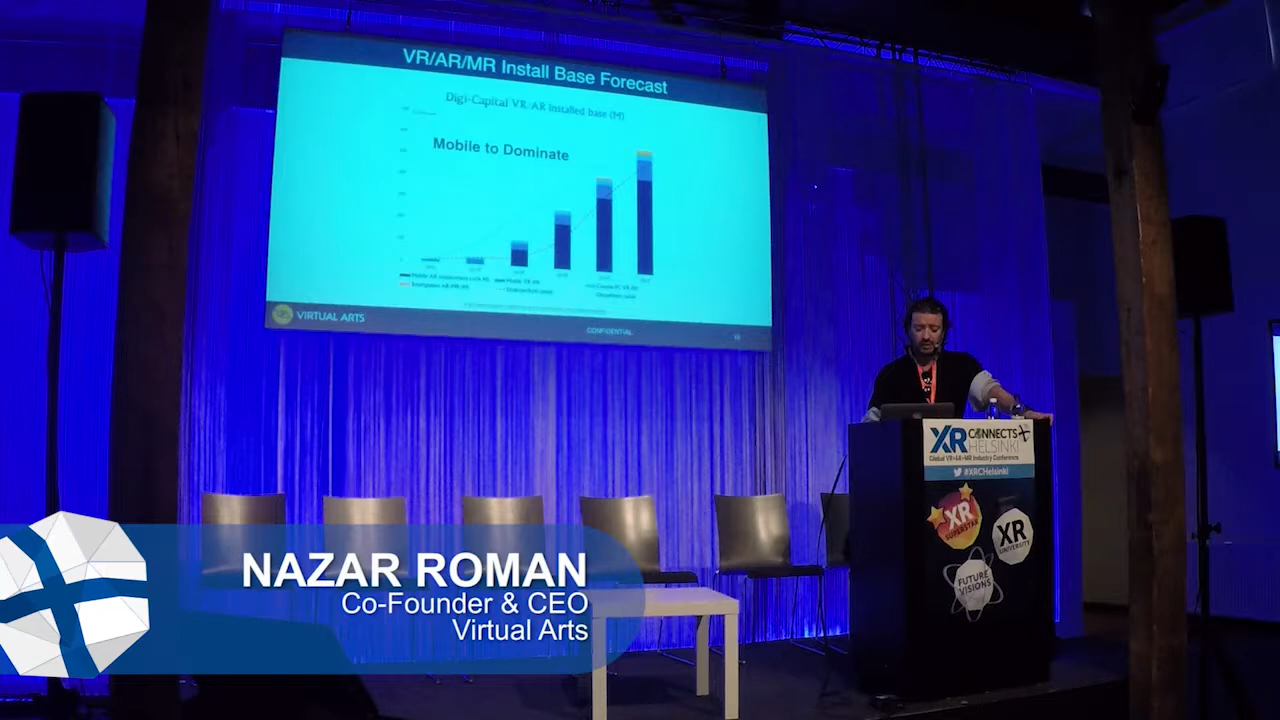 VR/AR/MR Install Base Forecast
Digi-Capital VR/AR installed base (M)
Mobile to Dominate
VIRTUAL ARTS
CONFIDENTIAL
XR CONNECTS
HELSINKI
Global VR+AR+MR Industry Conference
#XRCHelsinki
XR
SUPERSTAR
XR
UNIVERSITY
FUTURE
VISIONS
NAZAR ROMAN
Co-Founder & CEO
Virtual Arts